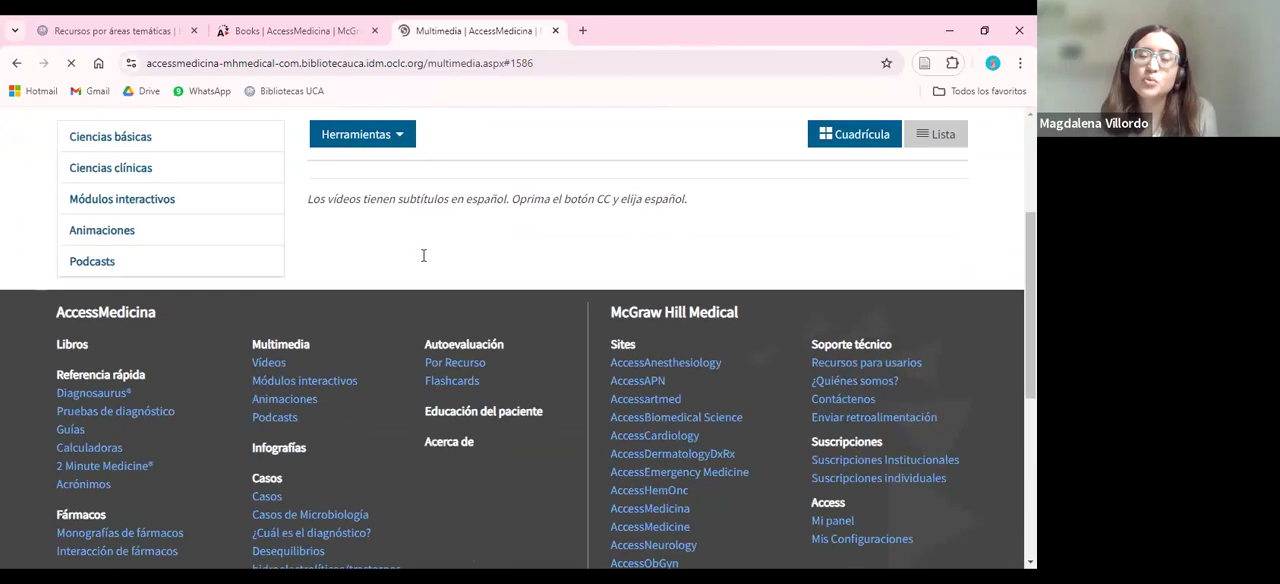 Recursos por áreas temáticas |
Books | AccessMedicina | McGr
Multimedia | AccessMedicina |
accessmedicina-mhmedical-com.bibliotecauca.idm.oclc.org/multimedia.aspx#1586
Hotmail
Gmail
Drive
WhatsApp
Bibliotecas UCA
Todos los favoritos
Magdalena Villordo
Ciencias básicas
Ciencias clínicas
Módulos interactivos
Animaciones
Podcasts
Herramientas
Cuadrícula
Lista
Los vídeos tienen subtítulos en español. Oprima el botón CC y elija español.
AccessMedicina
Libros
Referencia rápida
Diagnosaurus®
Pruebas de diagnóstico
Guías
Calculadoras
2 Minute Medicine®
Acrónimos
Fármacos
Monografías de fármacos
Interacción de fármacos
Multimedia
Vídeos
Módulos interactivos
Animaciones
Podcasts
Infografías
Casos
Casos
Casos de Microbiología
¿Cuál es el diagnóstico?
Desequilibrios
hidroelectrolíticos/trastornos
Autoevaluación
Por Recurso
Flashcards
Educación del paciente
Acerca de
McGraw Hill Medical
Sites
AccessAnesthesiology
AccessAPN
Accessartmed
AccessBiomedical Science
AccessCardiology
AccessDermatologyDxRx
AccessEmergency Medicine
AccessHemOnc
AccessMedicina
AccessMedicine
AccessNeurology
AccessObGyn
Soporte técnico
Recursos para usarios
¿Quiénes somos?
Contáctenos
Enviar retroalimentación
Suscripciones
Suscripciones Institucionales
Suscripciones individuales
Access
Mi panel
Mis Configuraciones